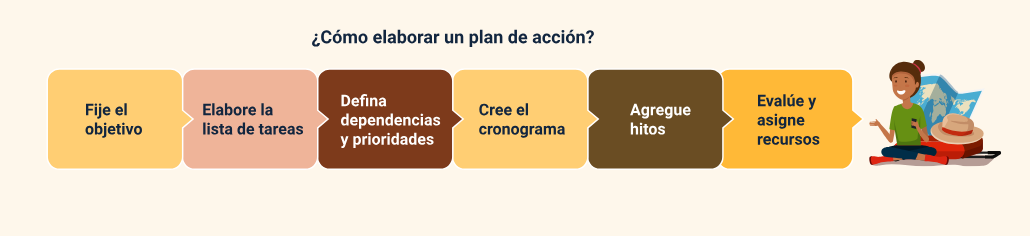 ¿Cómo elaborar un plan de acción?
Fije el
objetivo
Elabore la
lista de tareas
Defina
dependencias
y prioridades
Cree el
cronograma
Agregue
hitos
Evalúe y
asigne
recursos